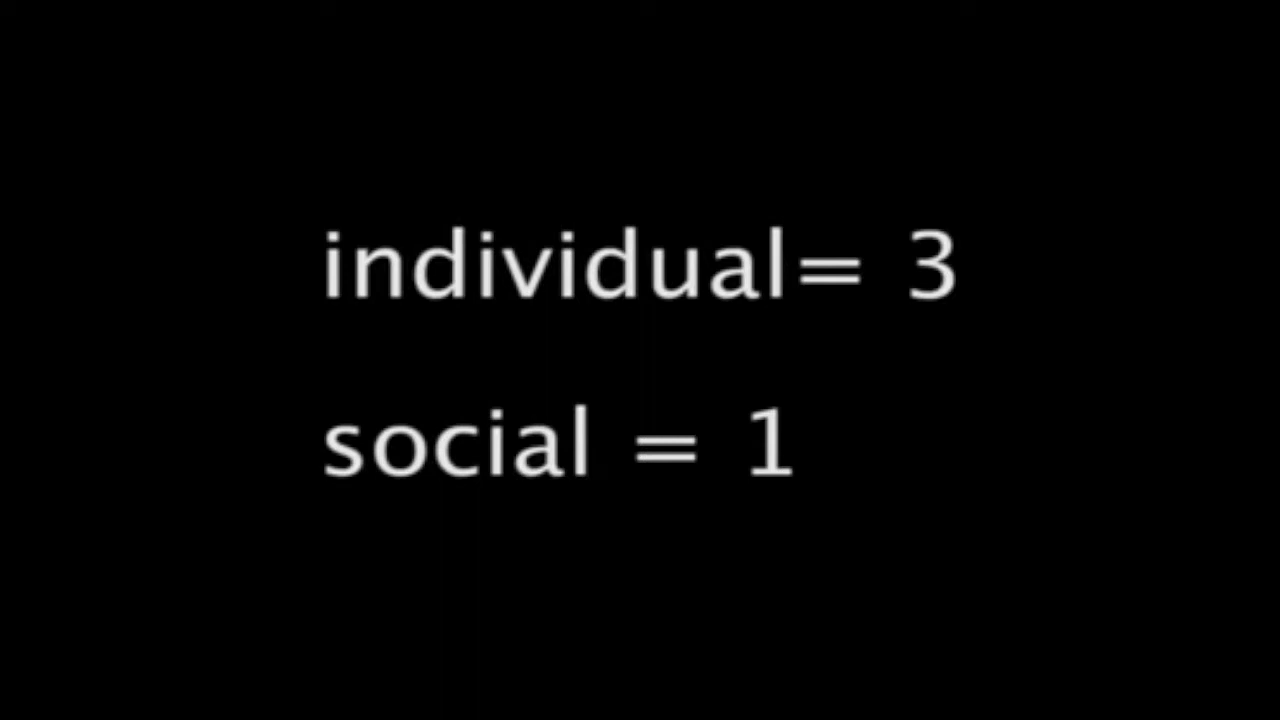 individual= 3
social = 1